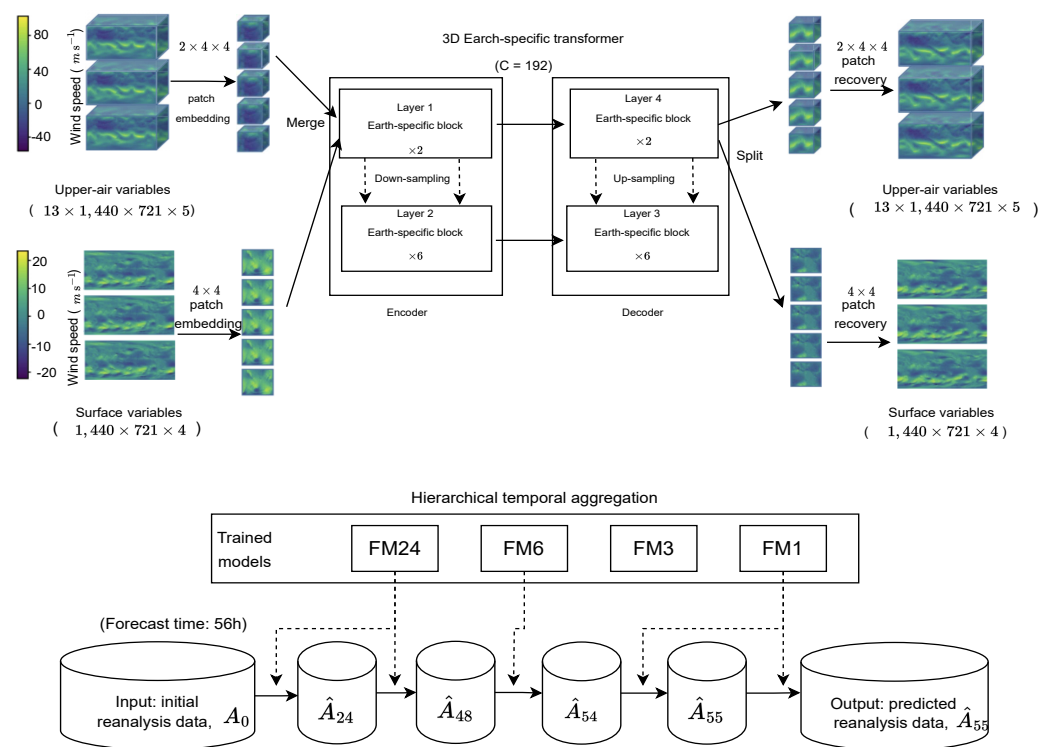 80
40
0
-40
Wind speed ( m s⁻¹)
2 × 4 × 4
patch
embedding
Upper-air variables
( 13 × 1,440 × 721 × 5)
20
10
0
-10
-20
Wind speed ( m s⁻¹)
4 × 4
patch
embedding
Surface variables
( 1,440 × 721 × 4 )
3D Earch-specific transformer
(C = 192)
Merge
Layer 1
Earth-specific block
×2
Down-sampling
Layer 2
Earth-specific block
×6
Encoder
Layer 4
Earth-specific block
×2
Up-sampling
Layer 3
Earth-specific block
×6
Decoder
Split
2 × 4 × 4
patch
recovery
Upper-air variables
( 13 × 1,440 × 721 × 5 )
4 × 4
patch
recovery
Surface variables
( 1,440 × 721 × 4 )
Hierarchical temporal aggregation
Trained
models
FM24
FM6
FM3
FM1
(Forecast time: 56h)
Input: initial
reanalysis data, A₀
Â₂₄
Â₄₈
Â₅₄
Â₅₅
Output: predicted
reanalysis data, Â₅₅